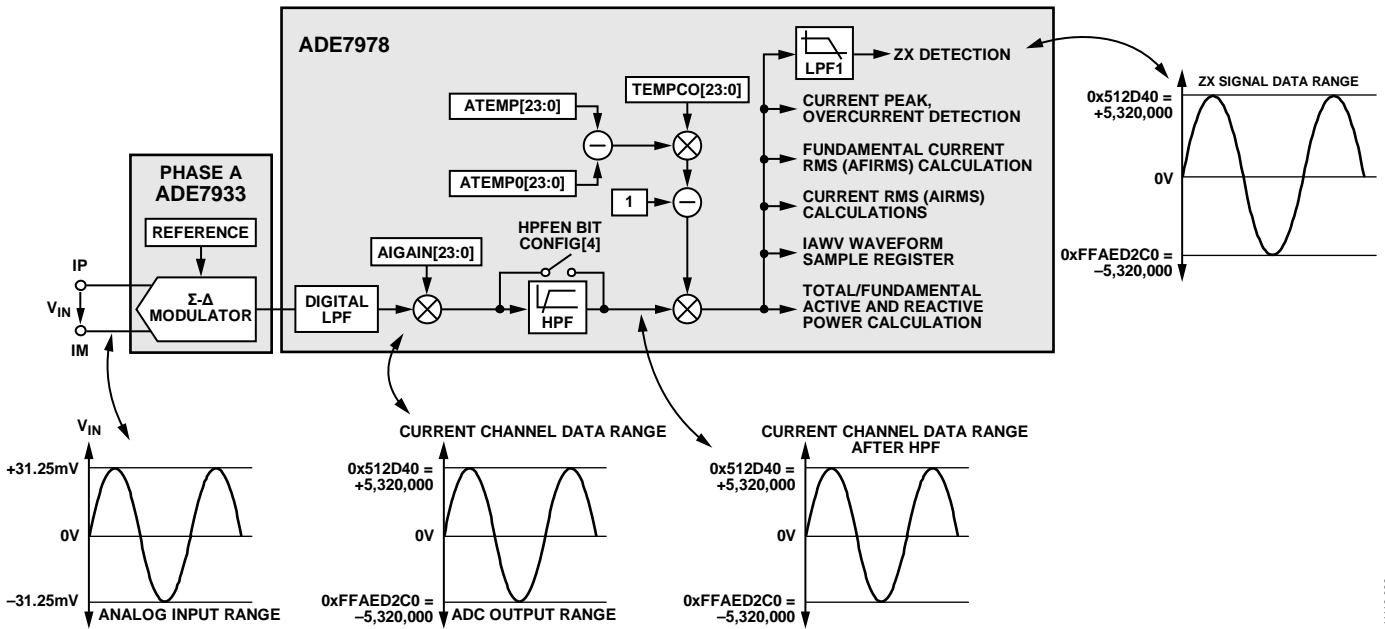 ADE7978
LPF1
ZX DETECTION
TEMPCO[23:0]
ATEMP[23:0]
CURRENT PEAK,
OVERCURRENT DETECTION
−
×
FUNDAMENTAL CURRENT
RMS (AFIRMS) CALCULATION
ATEMP0[23:0]
1
−
CURRENT RMS (AIRMS)
CALCULATIONS
PHASE A
ADE7933
REFERENCE
HPFEN BIT
CONFIG[4]
AIGAIN[23:0]
IAWV WAVEFORM
SAMPLE REGISTER
IP
VIN
IM
Σ-Δ
MODULATOR
DIGITAL
LPF
×
HPF
×
TOTAL/FUNDAMENTAL
ACTIVE AND REACTIVE
POWER CALCULATION
ZX SIGNAL DATA RANGE
0x512D40 =
+5,320,000
0V
0xFFAED2C0 =
–5,320,000
VIN
+31.25mV
0V
–31.25mV
ANALOG INPUT RANGE
CURRENT CHANNEL DATA RANGE
0x512D40 =
+5,320,000
0V
0xFFAED2C0 =
–5,320,000
ADC OUTPUT RANGE
CURRENT CHANNEL DATA RANGE
AFTER HPF
0x512D40 =
+5,320,000
0V
0xFFAED2C0 =
–5,320,000